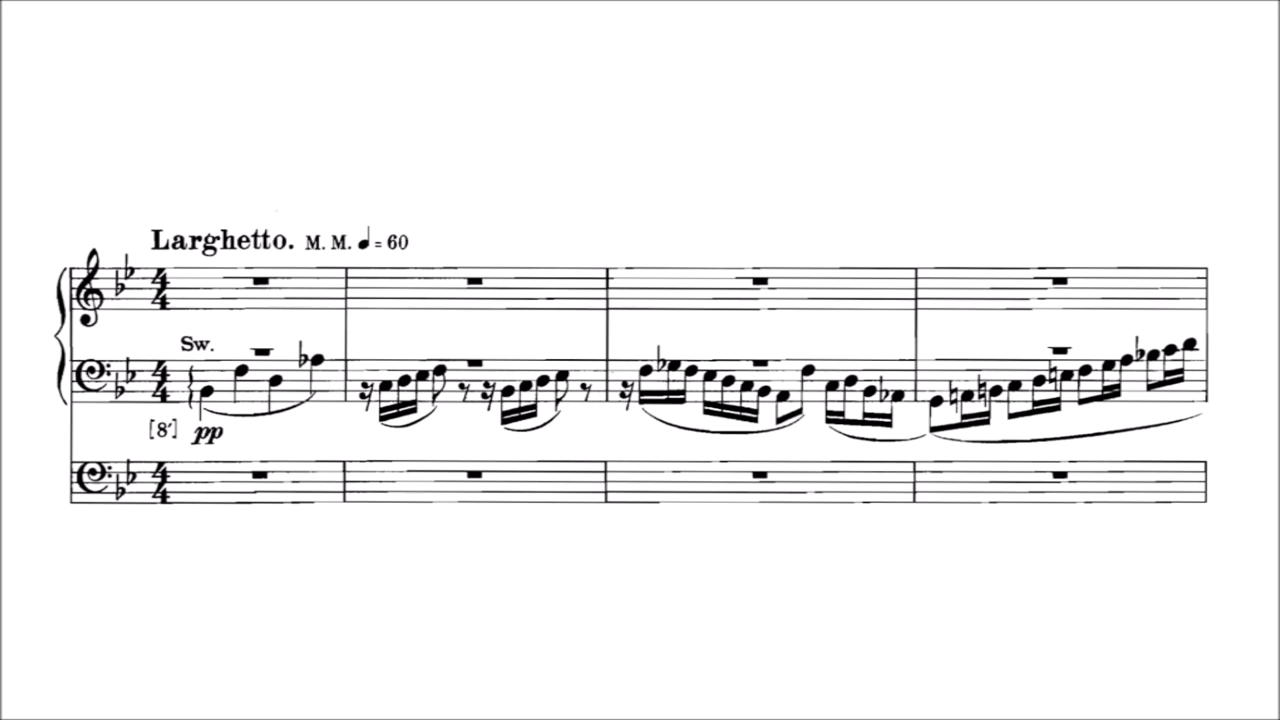 Larghetto. M. M. ♩ = 60
Sw.
[8']
pp